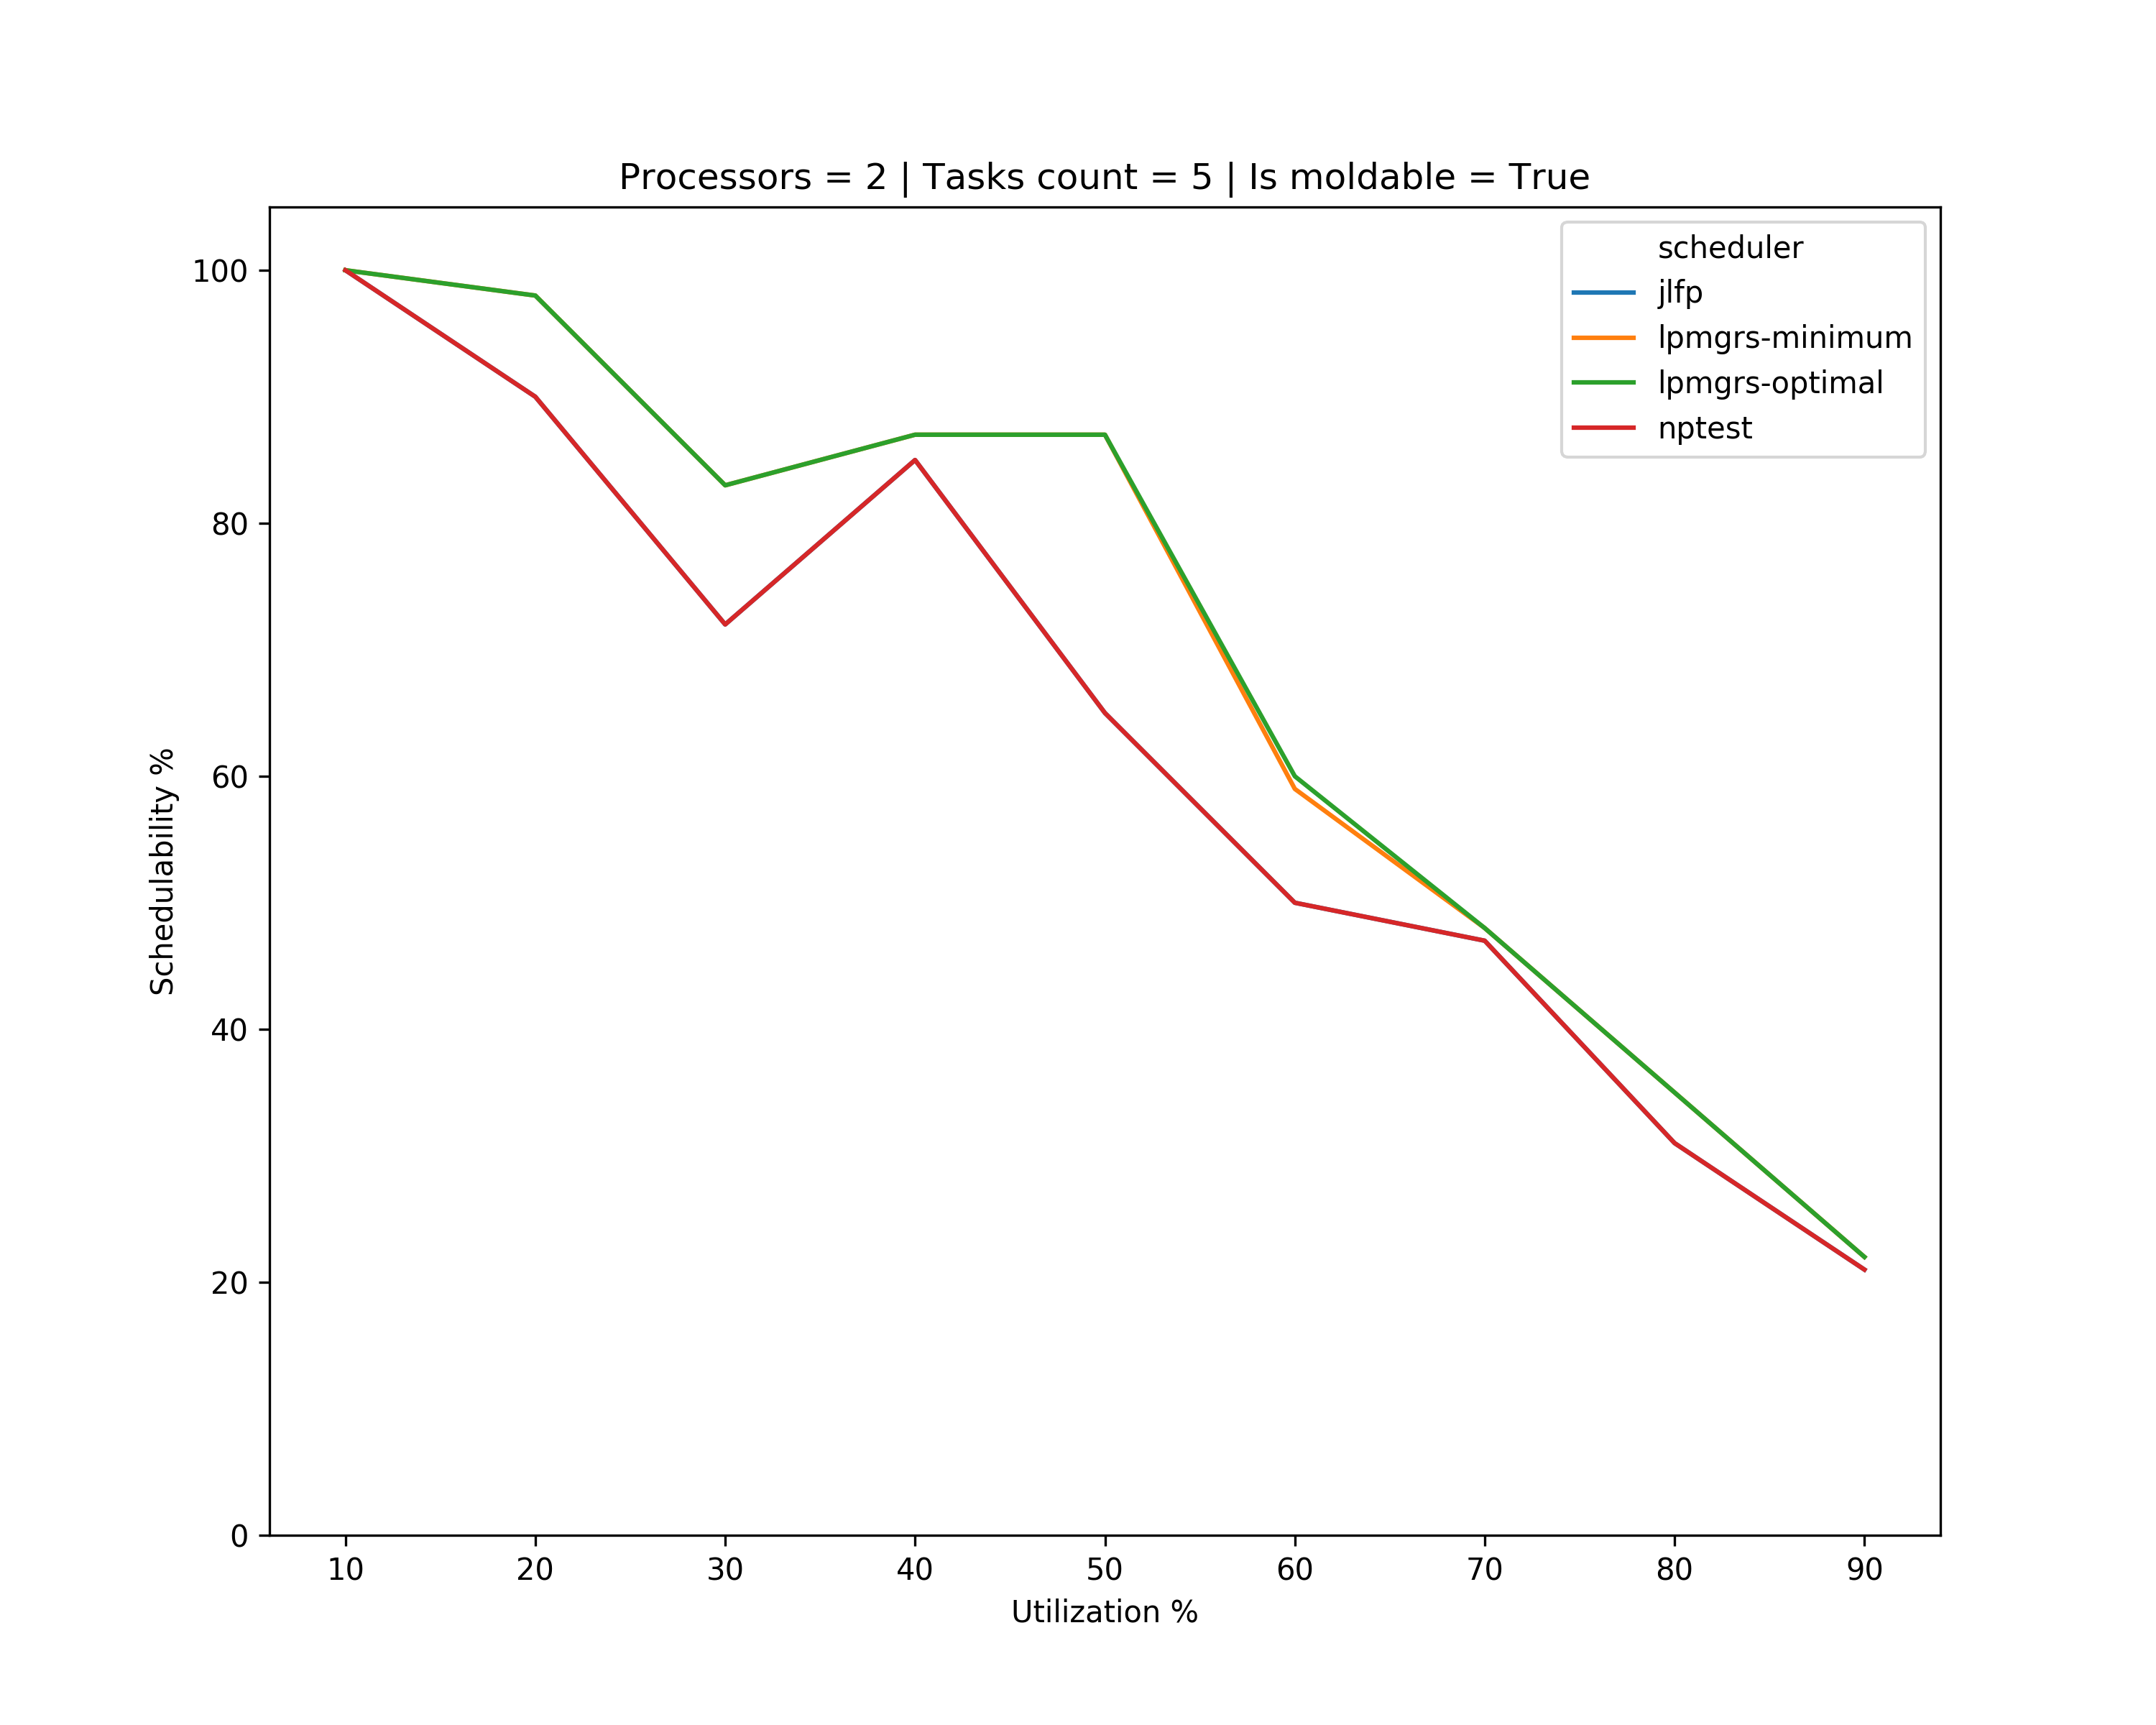 Processors = 2 | Tasks count = 5 | Is moldable = True
scheduler
jlfp
lpmgrs-minimum
lpmgrs-optimal
nptest
Schedulability %
100
80
60
40
20
0
10 20 30 40 50 60 70 80 90
Utilization %